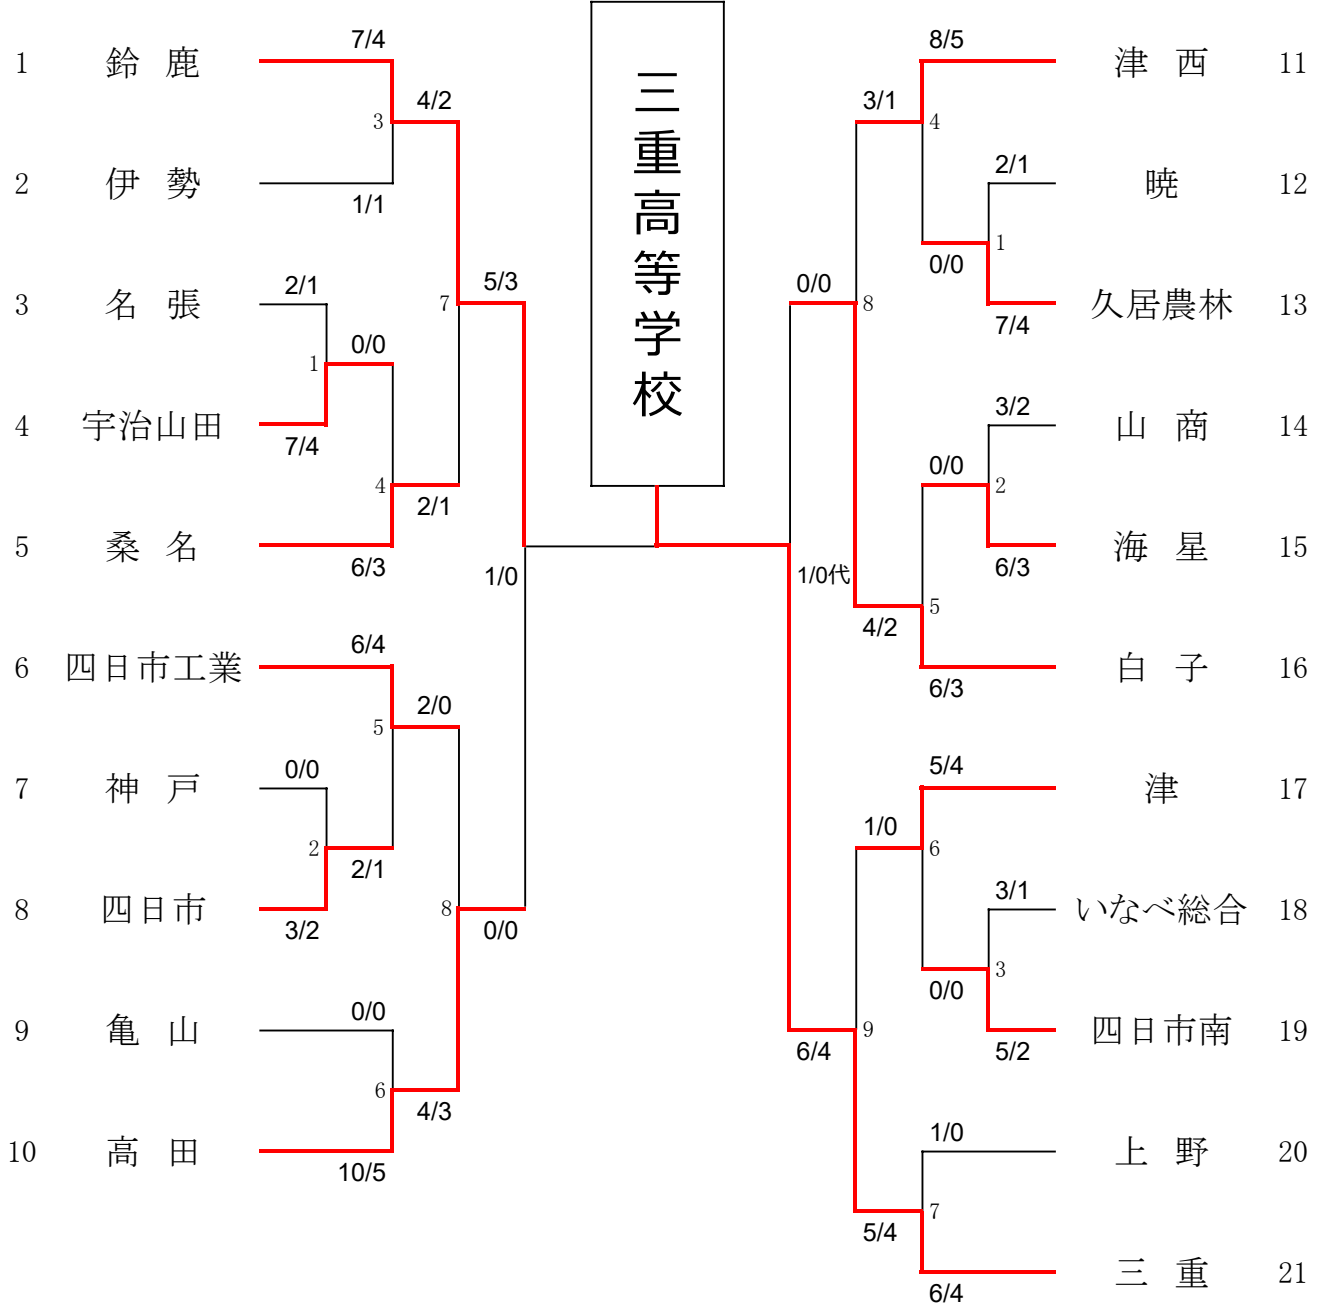 三重高等学校
1 鈴鹿 7/4
3 4/2
2 伊勢 1/1
3 名張 2/1
1 0/0
4 宇治山田 7/4
4 2/1
5 桑名 6/3
7 5/3
6 四日市工業 6/4
5 2/0
7 神戸 0/0
2 2/1
8 四日市 3/2
8 0/0
9 亀山 0/0
6 4/3
10 高田 10/5
1/0
1/0代
8/5 津西 11
3/1 4
2/1 暁 12
0/0 1
7/4 久居農林 13
0/0 8
3/2 山商 14
0/0 2
6/3 海星 15
4/2 5
6/3 白子 16
5/4 津 17
1/0 6
3/1 いなべ総合 18
0/0 3
5/2 四日市南 19
6/4 9
1/0 上野 20
5/4 7
6/4 三重 21